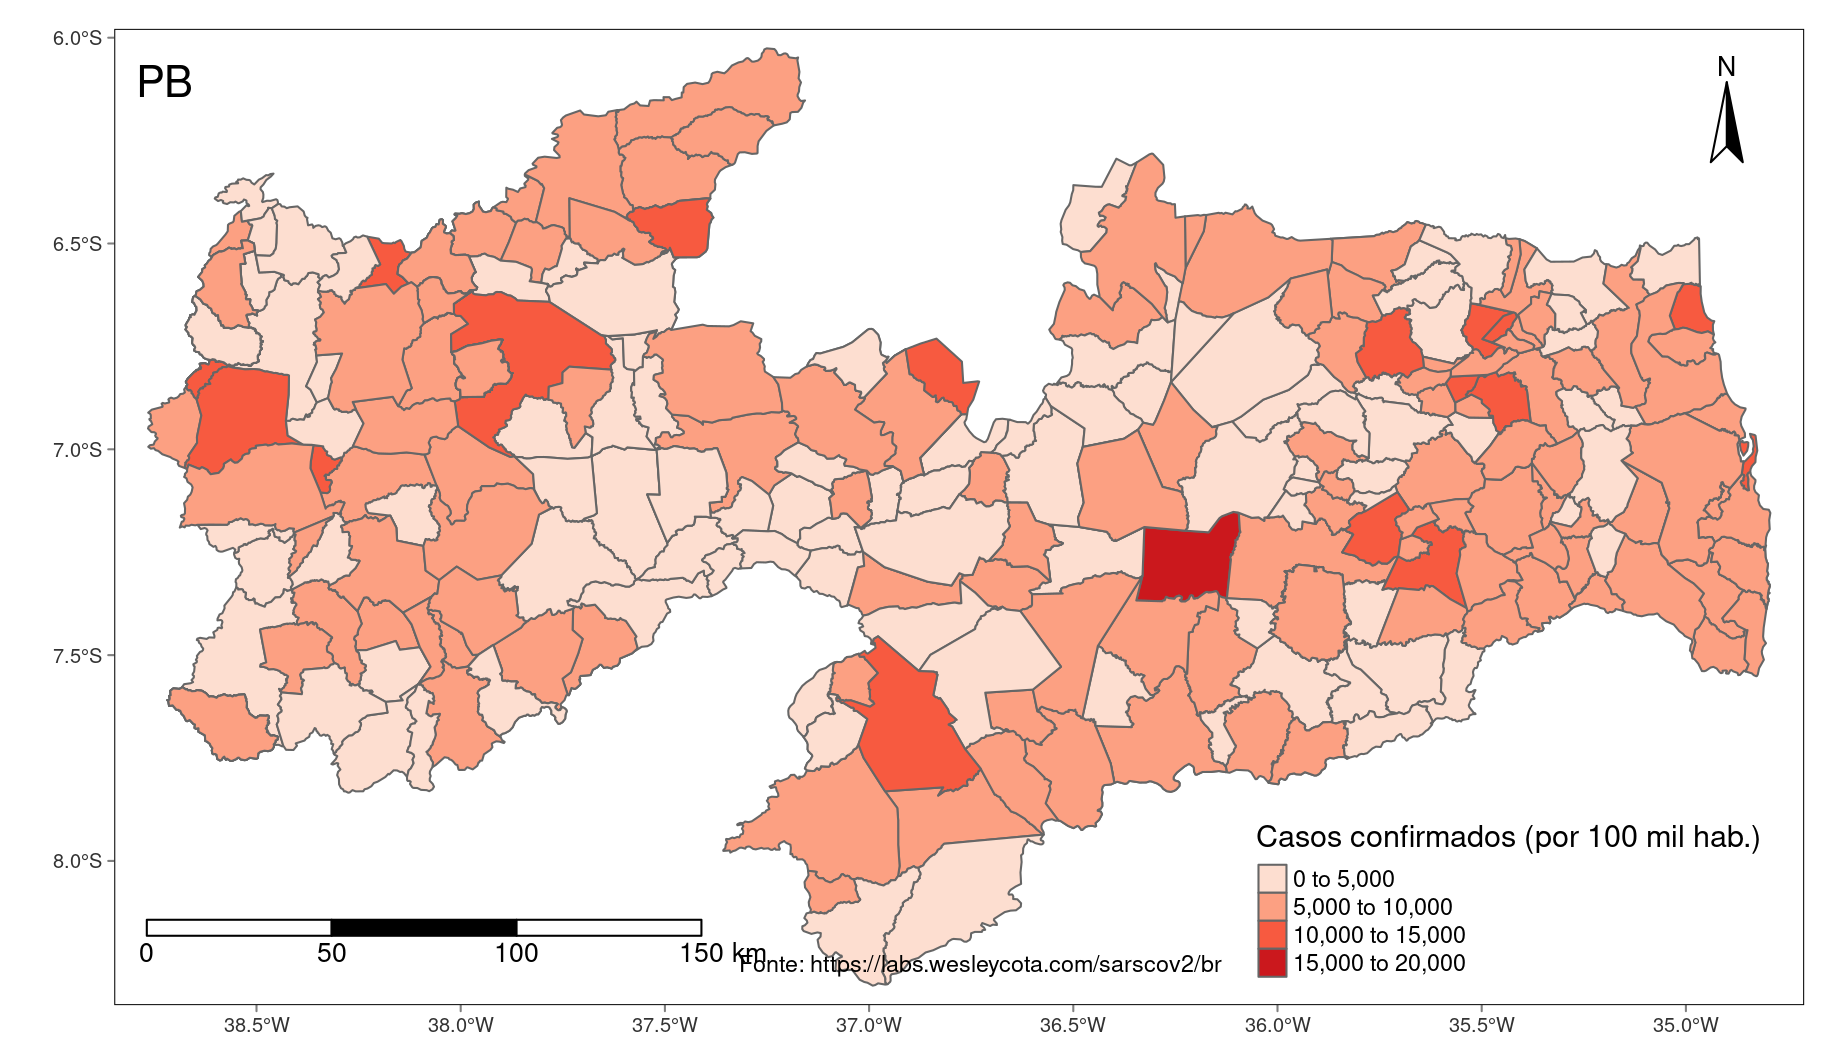 6.0°S
PB
N
6.5°S
7.0°S
7.5°S
8.0°S
Casos confirmados (por 100 mil hab.)
0 to 5,000
5,000 to 10,000
10,000 to 15,000
15,000 to 20,000
0 50 100 150 km
Fonte: https://labs.wesleycota.com/sarscov2/br
38.5°W 38.0°W 37.5°W 37.0°W 36.5°W 36.0°W 35.5°W 35.0°W